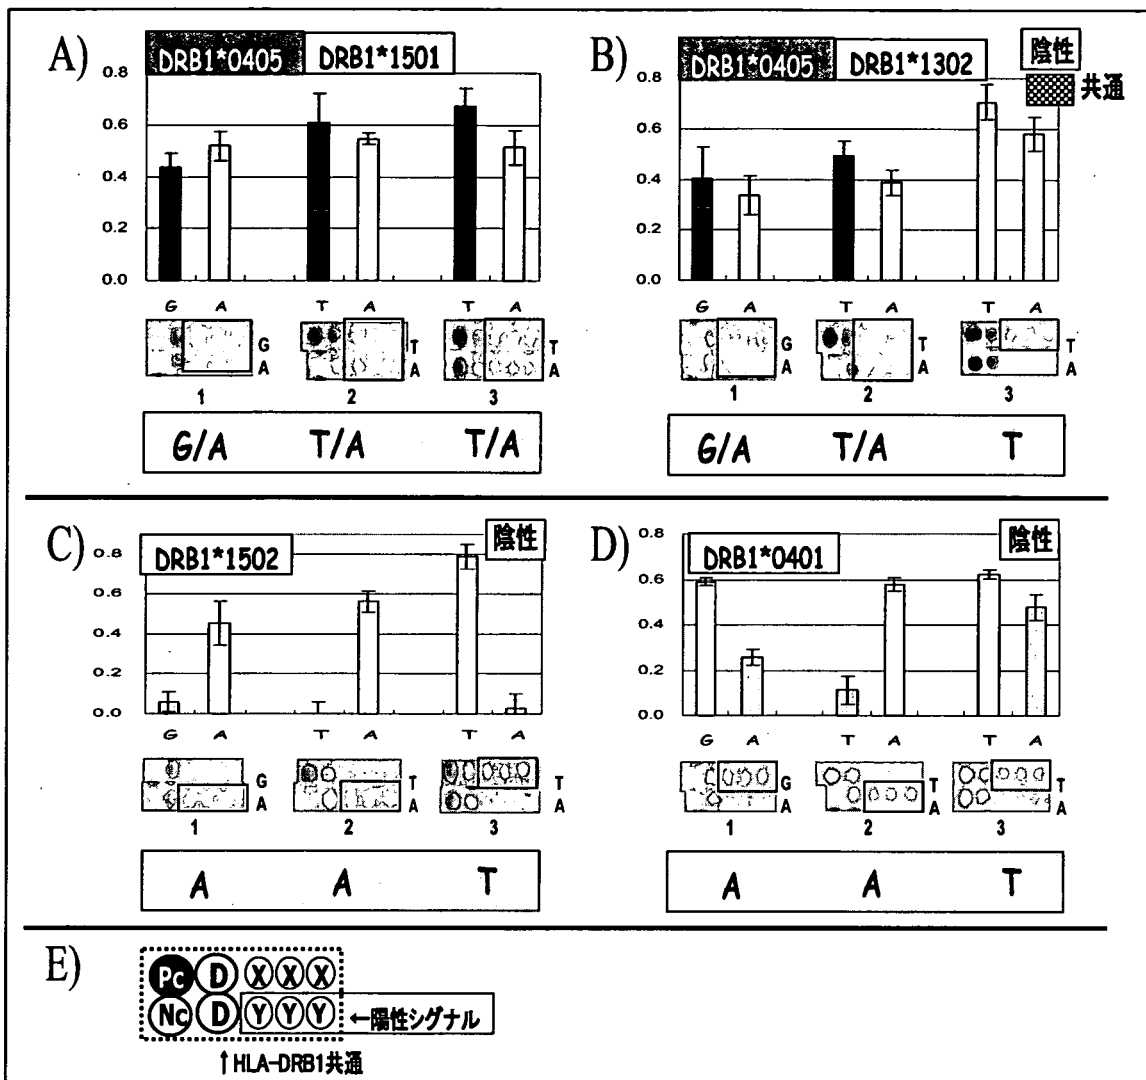 A)
DRB1*0405 DRB1*1501
0.8
0.6
0.4
0.2
0.0
G A T A T A
G
A
T
A
T
A
1 2 3
G/A T/A T/A
B)
DRB1*0405 DRB1*1302
陰性
共通
0.8
0.6
0.4
0.2
0.0
G A T A T A
G
A
T
A
T
A
1 2 3
G/A T/A T
C)
DRB1*1502
陰性
0.8
0.6
0.4
0.2
0.0
G A T A T A
G
A
T
A
T
A
1 2 3
A A T
D)
DRB1*0401
陰性
0.8
0.6
0.4
0.2
0.0
G A T A T A
G
A
T
A
T
A
1 2 3
A A T
E)
Pc D X X X
Nc D Y Y Y ←陽性シグナル
↑HLA-DRB1共通